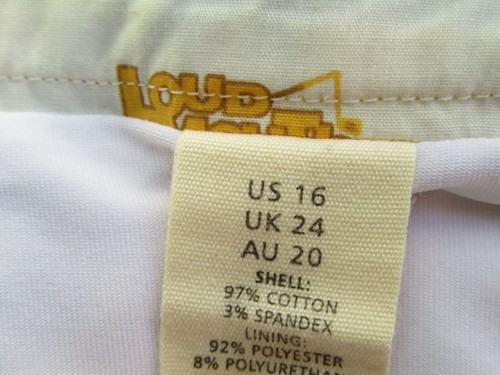 LOUD
US 16
UK 24
AU 20
SHELL:
97% COTTON
3% SPANDEX
LINING:
92% POLYESTER
8% POLYURETHAN